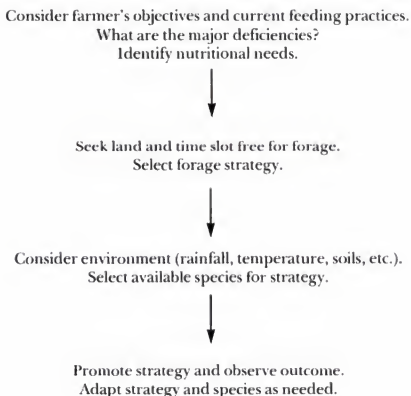 Consider farmer's objectives and current feeding practices.
What are the major deficiencies?
Identify nutritional needs.
Seek land and time slot free for forage.
Select forage strategy.
Consider environment (rainfall, temperature, soils, etc.).
Select available species for strategy.
Promote strategy and observe outcome.
Adapt strategy and species as needed.